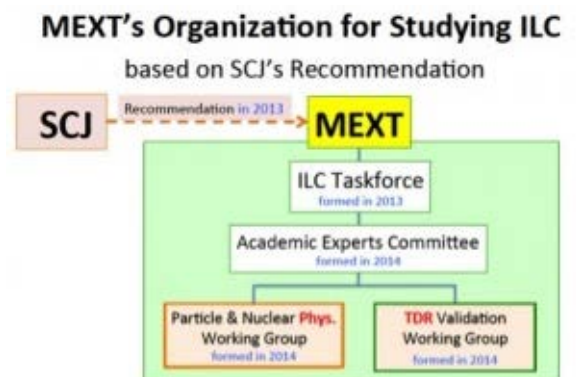 MEXT's Organization for Studying ILC
based on SCJ's Recommendation
SCJ
Recommendation in 2013
MEXT
ILC Taskforce
formed in 2013
Academic Experts Committee
formed in 2014
Particle & Nuclear Phys.
Working Group
formed in 2014
TDR Validation
Working Group
formed in 2014